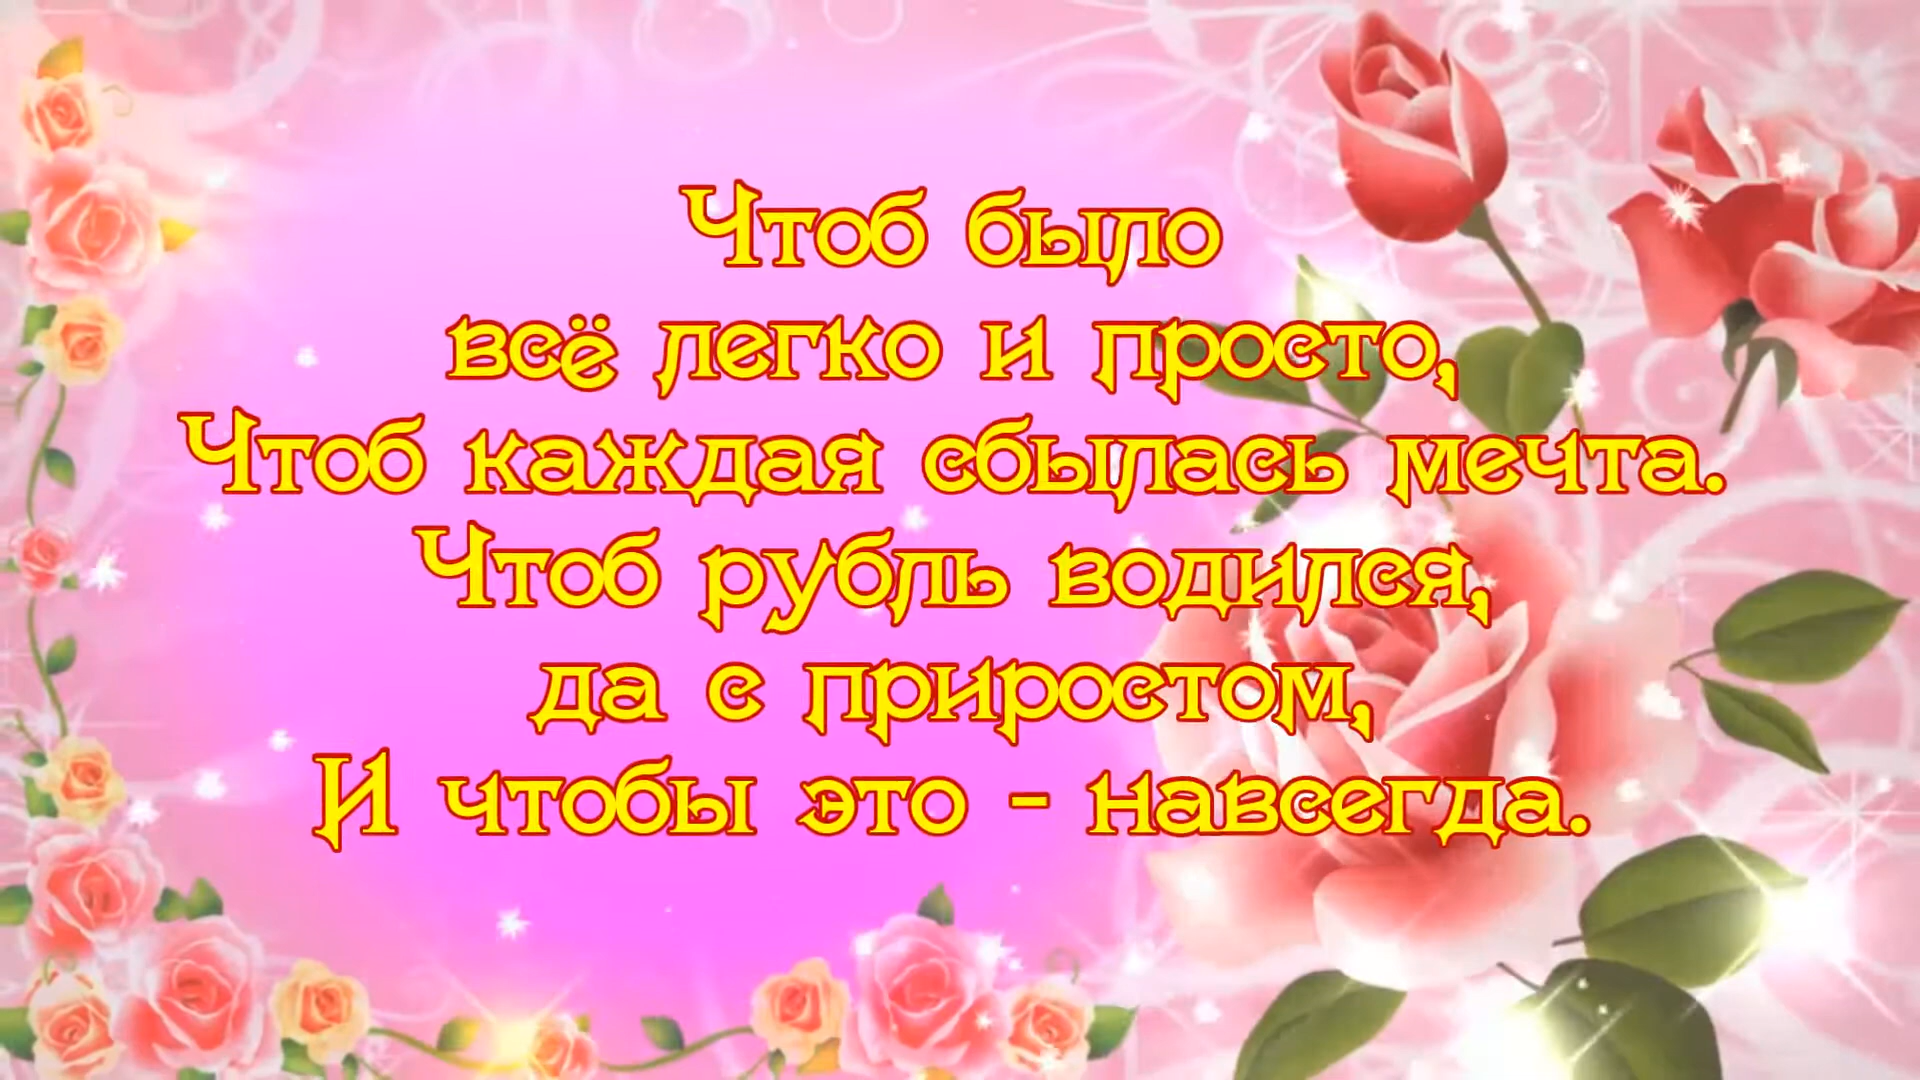 Чтоб было
всё легко и просто,
Чтоб каждая сбылась мечта.
Чтоб рубль водился,
да с приростом,
И чтобы это - навсегда.